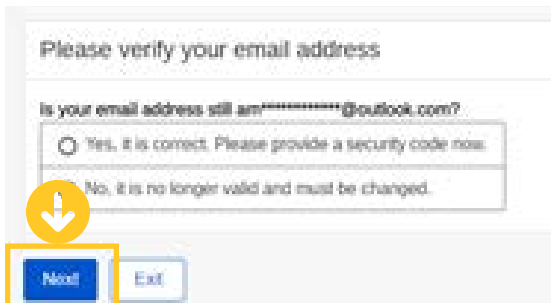 Please verify your email address
Is your email address still am**************@outlook.com?
Yes, it is correct. Please provide a security code now.
No, it is no longer valid and must be changed.
Next
Exit